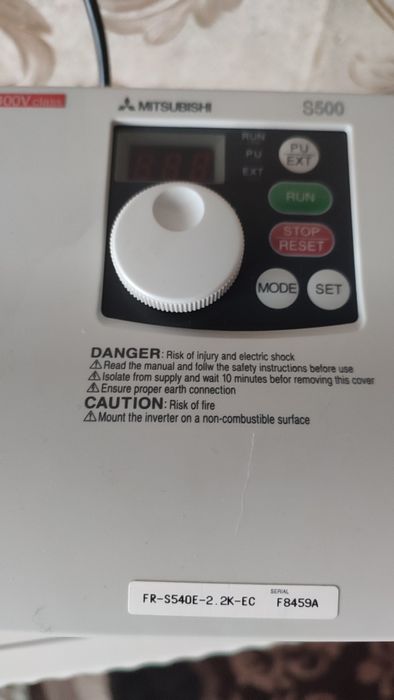 400V class
MITSUBISHI
S500
RUN
PU
EXT
PU
EXT
RUN
STOP
RESET
MODE
SET
DANGER: Risk of injury and electric shock
Read the manual and follw the safety instructions before use
Isolate from supply and wait 10 minutes befor removing this cover
Ensure proper earth connection
CAUTION: Risk of fire
Mount the inverter on a non-combustible surface
FR-S540E-2.2K-EC
SERIAL
F8459A